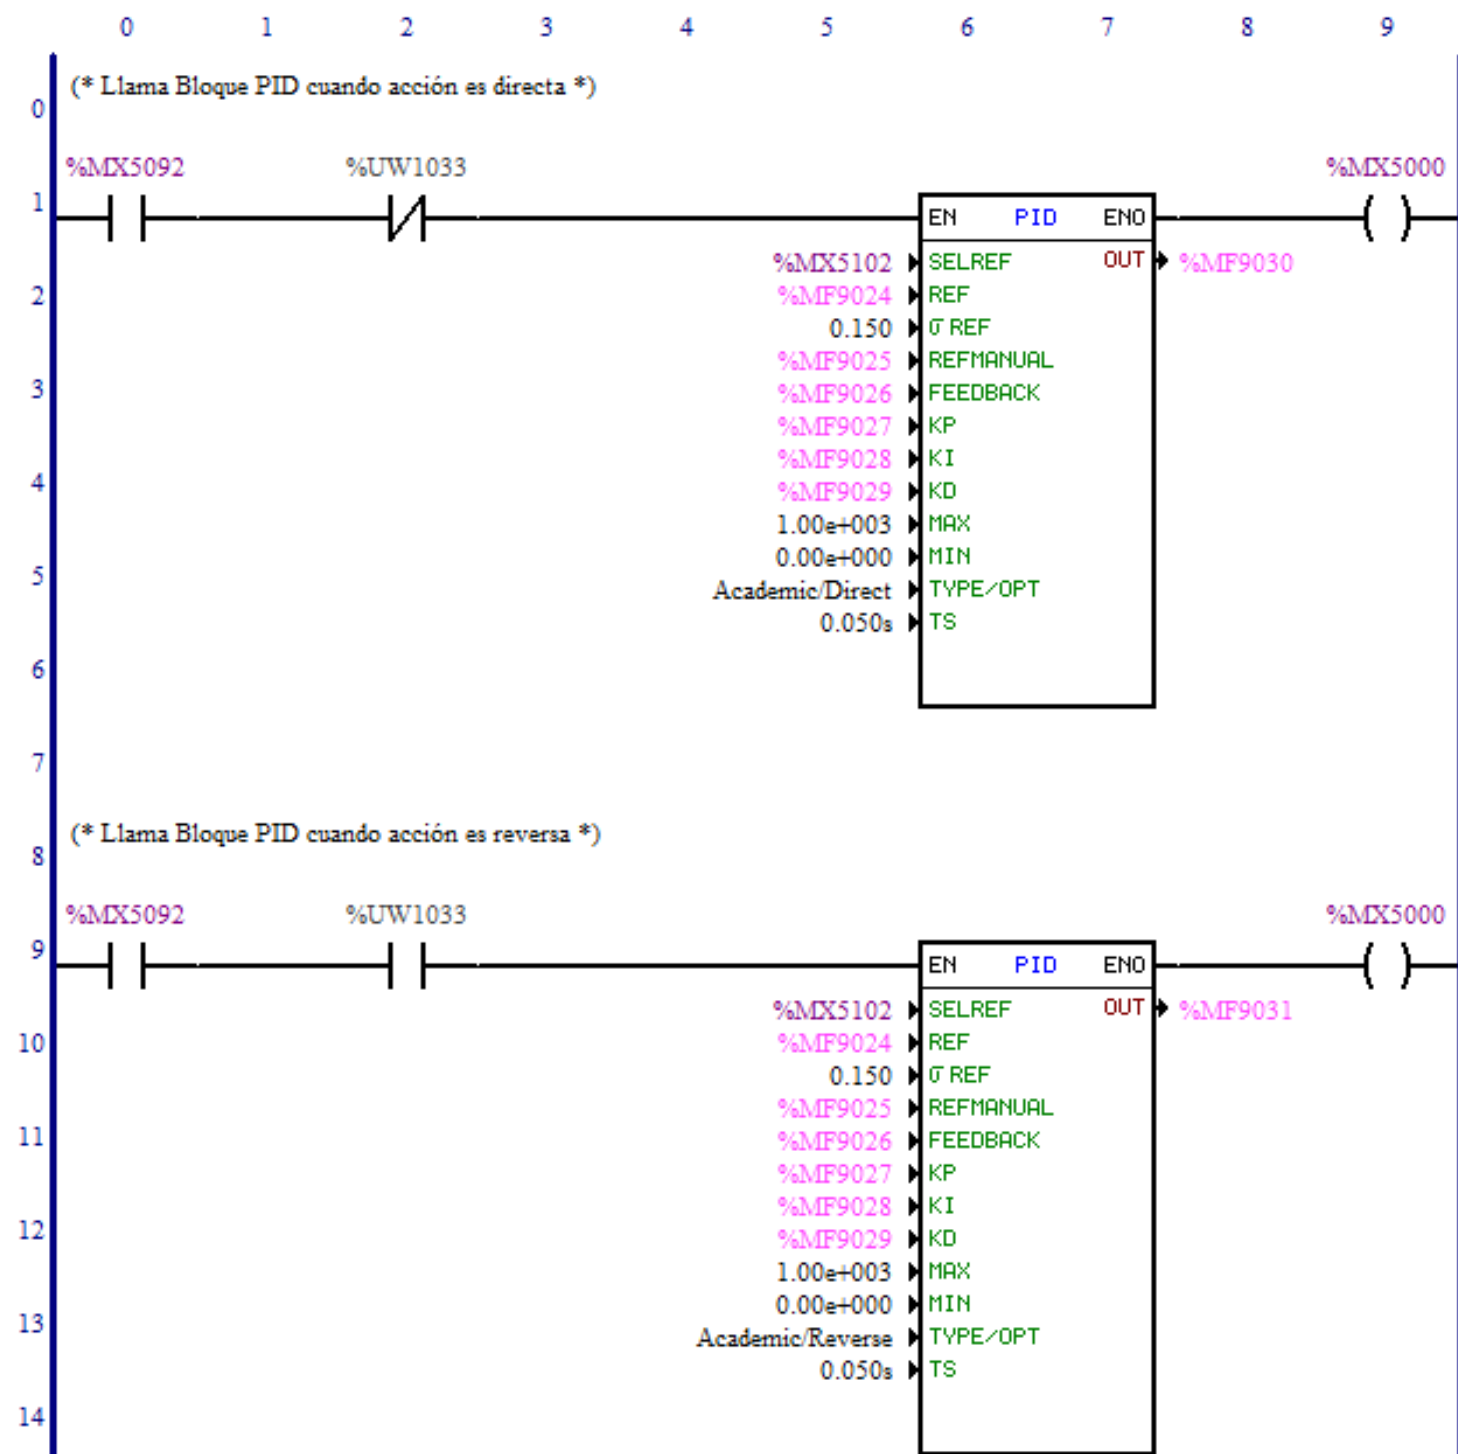 0 1 2 3 4 5 6 7 8 9
(* Llama Bloque PID cuando acción es directa *)
0
%MX5092 %UW1033 %MX5000
1
EN PID ENO
%MX5102 SELREF OUT %MF9030
2
%MF9024 REF
0.150 σ REF
%MF9025 REFMANUAL
3
%MF9026 FEEDBACK
%MF9027 KP
%MF9028 KI
4
%MF9029 KD
1.00e+003 MAX
0.00e+000 MIN
5
Academic/Direct TYPE/OPT
0.050s TS
6
7
(* Llama Bloque PID cuando acción es reversa *)
8
%MX5092 %UW1033 %MX5000
9
EN PID ENO
%MX5102 SELREF OUT %MF9031
10
%MF9024 REF
0.150 σ REF
%MF9025 REFMANUAL
11
%MF9026 FEEDBACK
%MF9027 KP
%MF9028 KI
12
%MF9029 KD
1.00e+003 MAX
0.00e+000 MIN
13
Academic/Reverse TYPE/OPT
0.050s TS
14